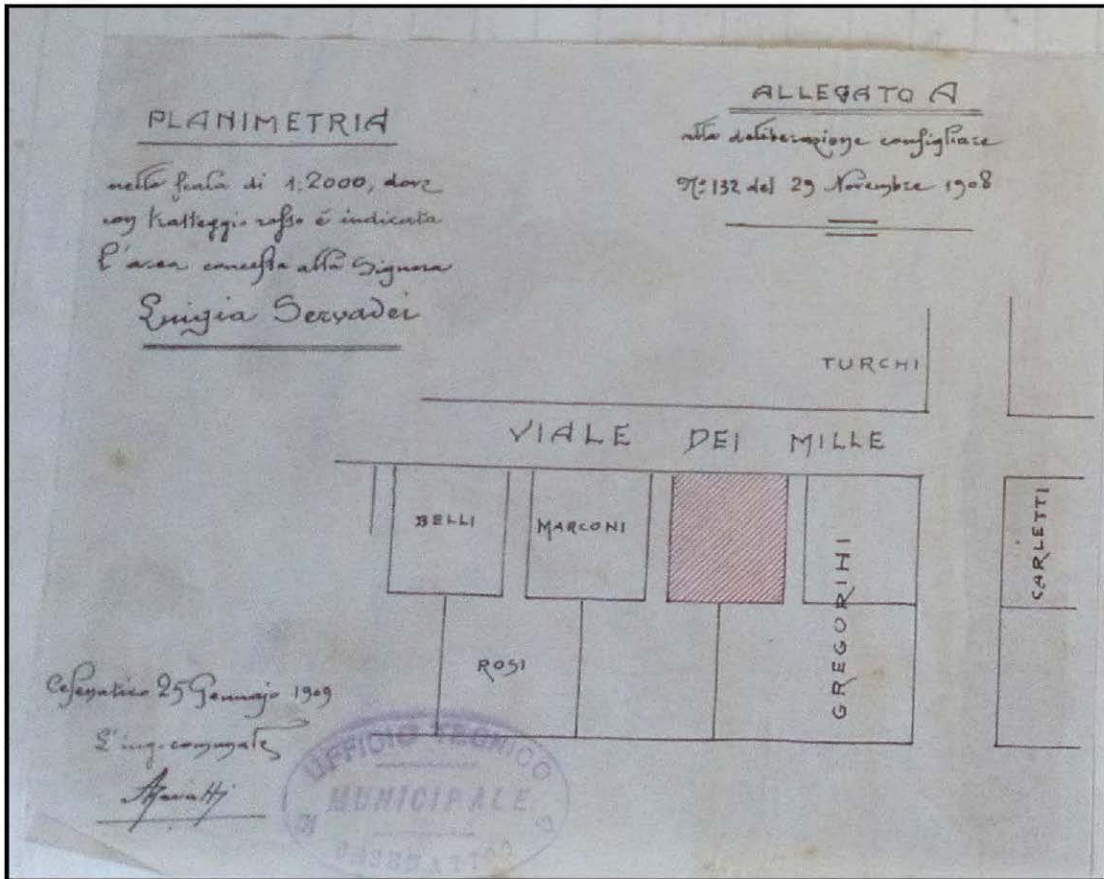 PLANIMETRIA
nella scala di 1:2000, dove
con tratteggio rosso è indicata
l'area concessa alla Signora
Luigia Servadei
ALLEGATO A
alla deliberazione consigliare
N.º 132 del 29 Novembre 1908
TURCHI
VIALE DEI MILLE
BELLI
MARCONI
GREGORINI
CARLETTI
ROSI
Cesenatico 25 Gennajo 1909
L'ing. comunale
UFFICIO TECNICO
MUNICIPALE
DI